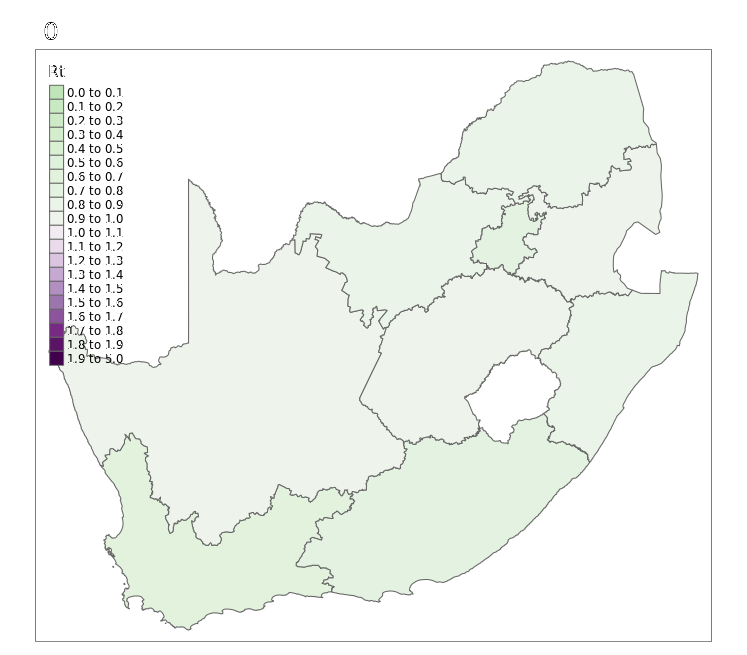 0
Rt
0.0 to 0.1
0.1 to 0.2
0.2 to 0.3
0.3 to 0.4
0.4 to 0.5
0.5 to 0.6
0.6 to 0.7
0.7 to 0.8
0.8 to 0.9
0.9 to 1.0
1.0 to 1.1
1.1 to 1.2
1.2 to 1.3
1.3 to 1.4
1.4 to 1.5
1.5 to 1.6
1.6 to 1.7
1.7 to 1.8
1.8 to 1.9
1.9 to 5.0